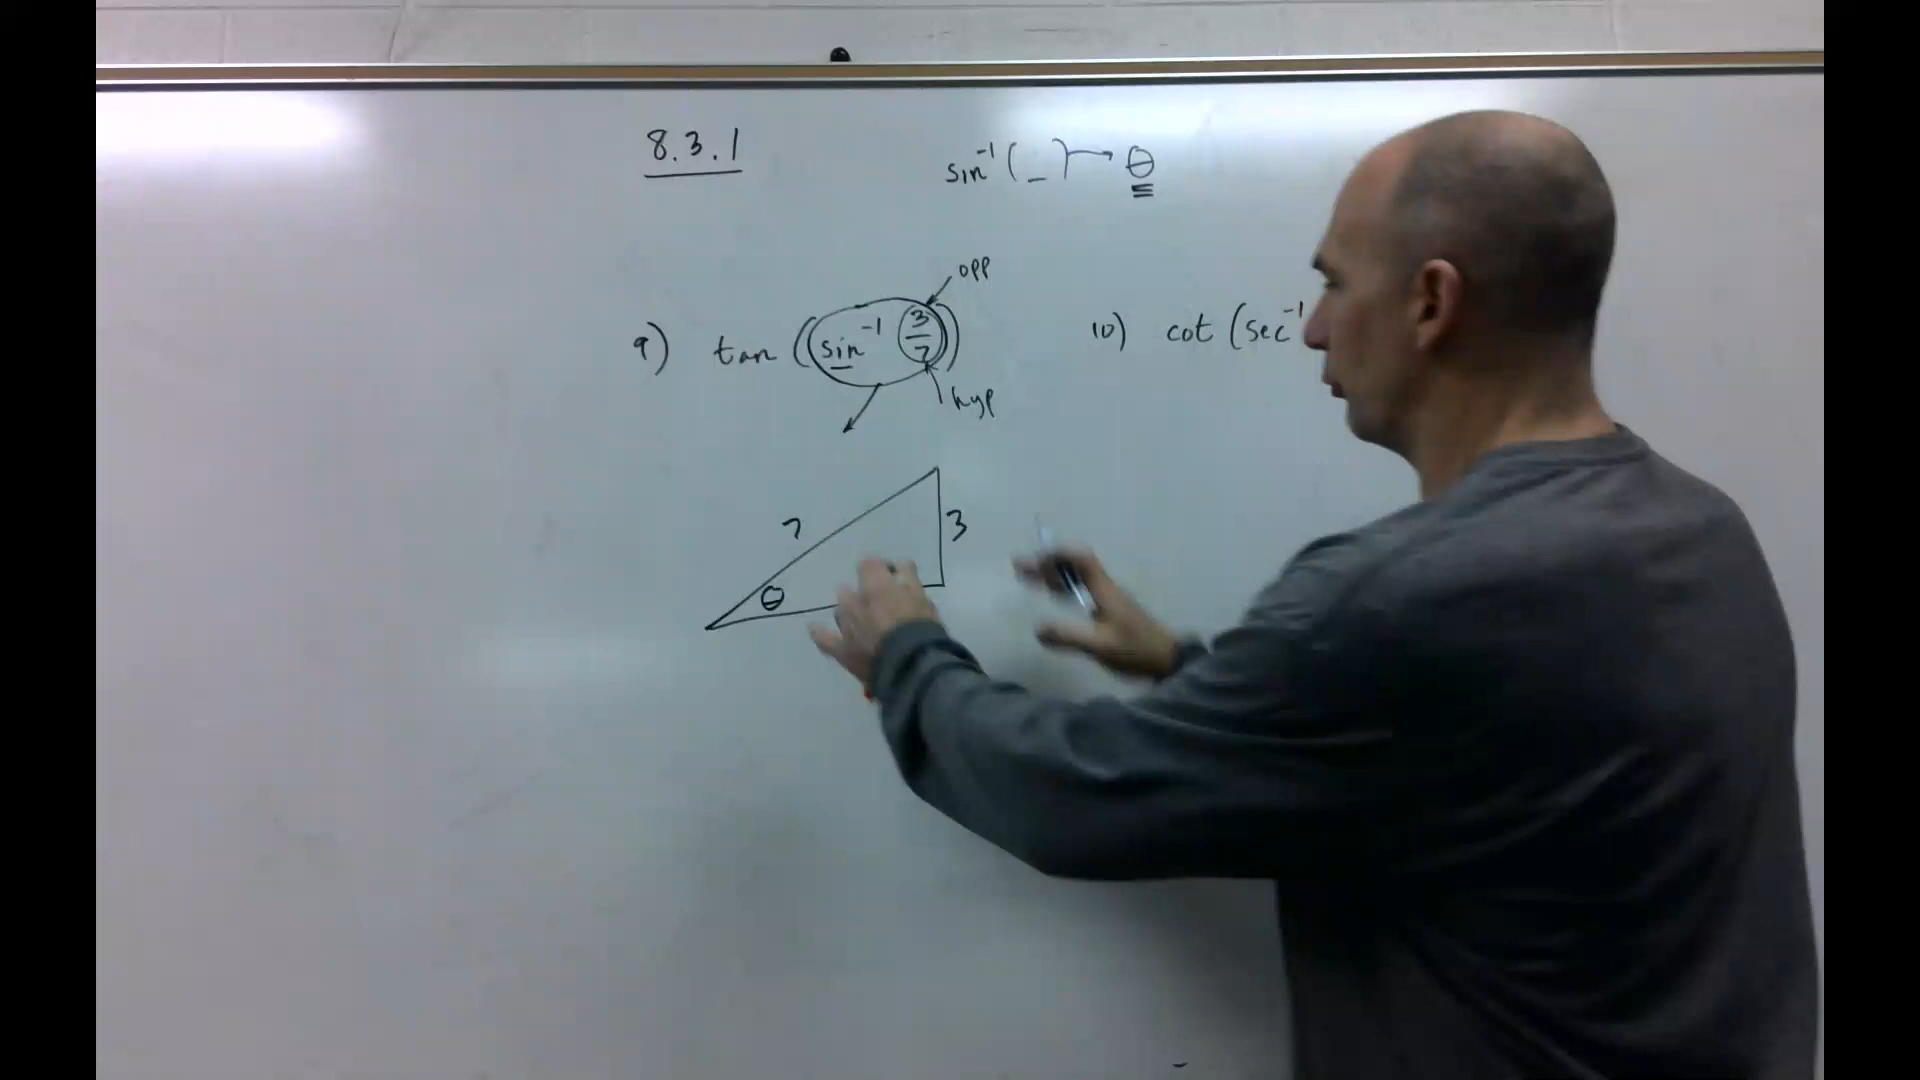 8.3.1
sin⁻¹(_) → θ
opp
9) tan (sin⁻¹ (3/7))
hyp
10) cot (sec⁻¹
7
3
θ